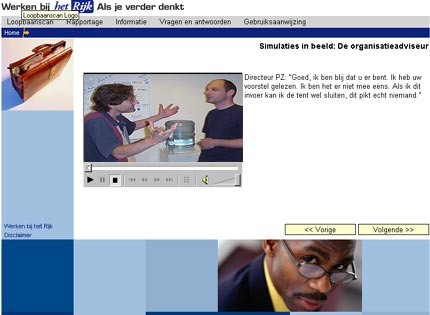 Werken bij het Rijk Als je verder denkt
Loopbaanscan Logo
Loopbaanscan Rapportage Informatie Vragen en antwoorden Gebruiksaanwijzing
Home
Simulaties in beeld: De organisatieadviseur
Directeur PZ: "Goed, ik ben blij dat u er bent. Ik heb uw
voorstel gelezen. Ik ben het er niet mee eens. Als ik dit
invoer kan ik de tent wel sluiten, dit pikt echt niemand."
Werken bij het Rijk
Disclaimer
<< Vorige
Volgende >>